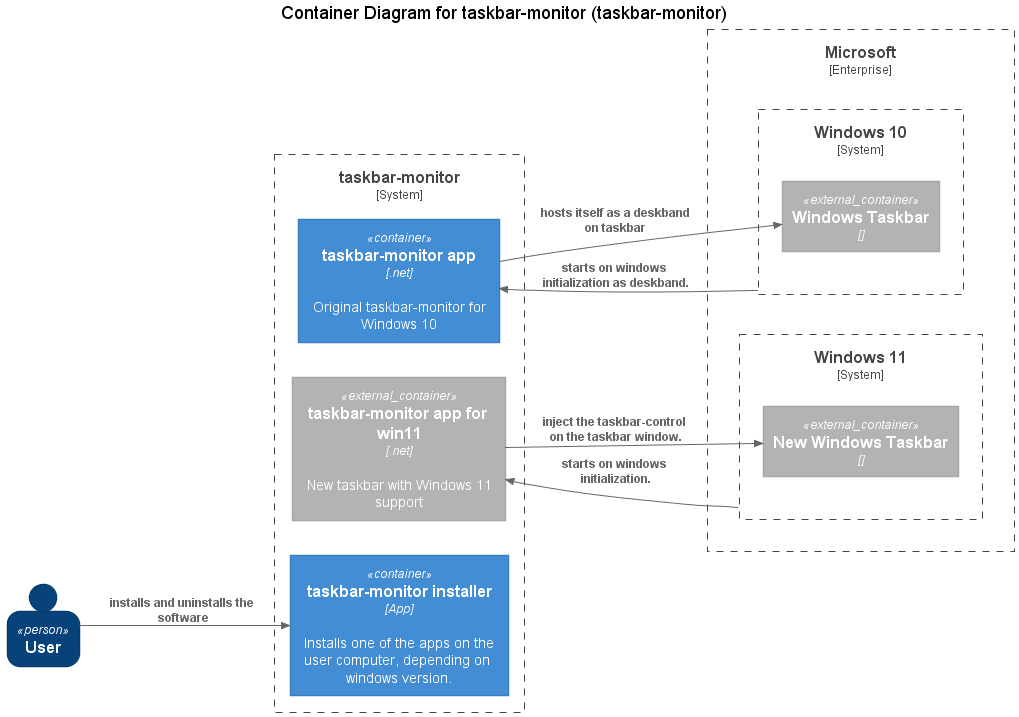 Container Diagram for taskbar-monitor (taskbar-monitor)
Microsoft
[Enterprise]
Windows 10
[System]
«external_container»
Windows Taskbar
[]
taskbar-monitor
[System]
«container»
taskbar-monitor app
[.net]
Original taskbar-monitor for
Windows 10
hosts itself as a deskband
on taskbar
starts on windows
initialization as deskband.
Windows 11
[System]
«external_container»
New Windows Taskbar
[]
«external_container»
taskbar-monitor app for
win11
[.net]
New taskbar with Windows 11
support
inject the taskbar-control
on the taskbar window.
starts on windows
initialization.
«container»
taskbar-monitor installer
[App]
Installs one of the apps on the
user computer, depending on
windows version.
installs and uninstalls the
software
«person»
User